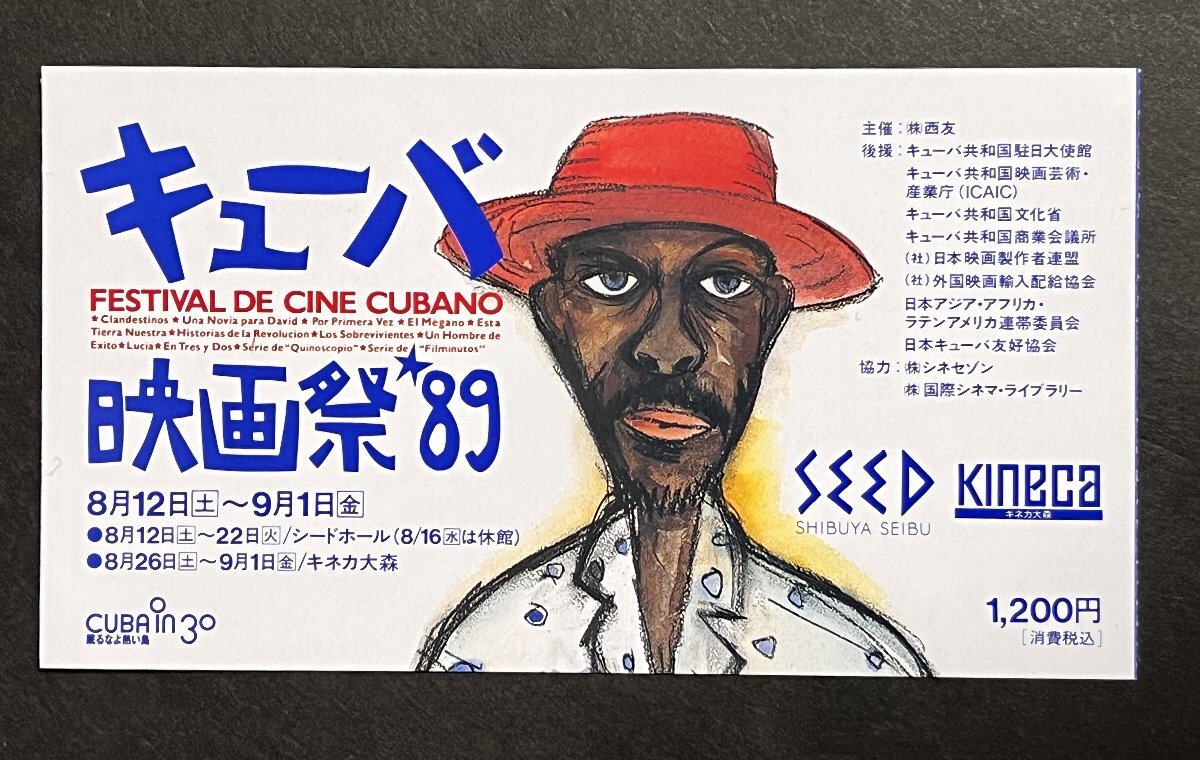 キューバ
FESTIVAL DE CINE CUBANO
★Clandestinos ★ Una Novia para David ★ Por Primera Vez ★ El Megano ★ Esta
Tierra Nuestra ★ Historias de la Revolucion ★ Los Sobrevivientes ★ Un Hombre de
Exito ★ Lucia ★ En Tres y Dos ★ Serie de "Quinoscopio" ★ Serie de "Filminutos"
映画祭★'89
8月12日土〜9月1日金
●8月12日土〜22日火/シードホール(8/16水は休館)
●8月26日土〜9月1日金/キネカ大森
CUBA in 30
眠るなよ熱い島
主催:㈱西友
後援:キューバ共和国駐日大使館
キューバ共和国映画芸術・
産業庁(ICAIC)
キューバ共和国文化省
キューバ共和国商業会議所
(社)日本映画製作者連盟
(社)外国映画輸入配給協会
日本アジア・アフリカ・
ラテンアメリカ連帯委員会
日本キューバ友好協会
協力:㈱シネセゾン
㈱国際シネマ・ライブラリー
SEED
SHIBUYA SEIBU
KINECA
キネカ大森
1,200円
[消費税込]